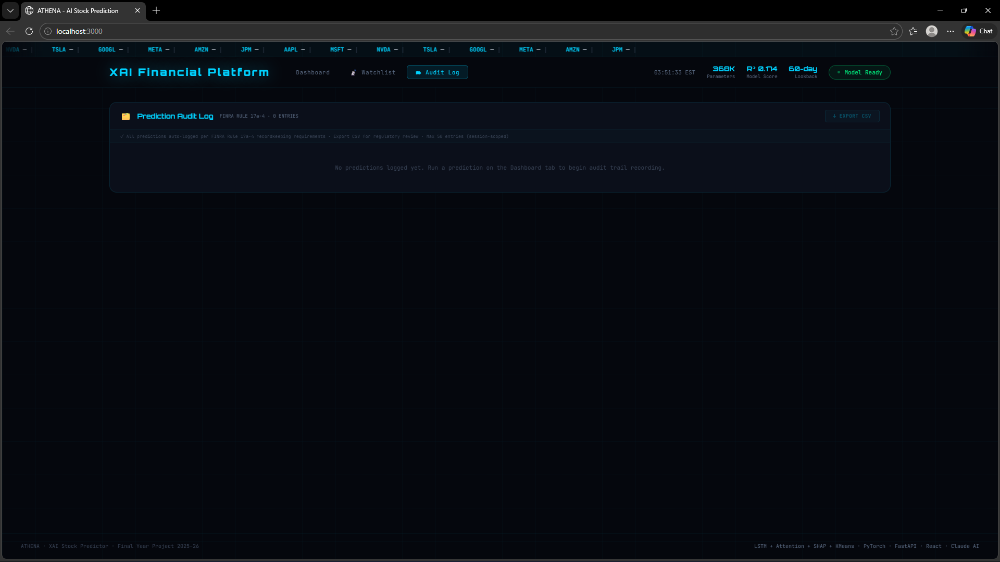 ATHENA - AI Stock Prediction
localhost:3000
Chat
NVDA — | TSLA — | GOOGL — | META — | AMZN — | JPM — | AAPL — | MSFT — | NVDA — | TSLA — | GOOGL — | META — | AMZN — | JPM — |
XAI Financial Platform
Dashboard
Watchlist
Audit Log
03:51:33 EST
368K
Parameters
R² 0.174
Model Score
60-day
Lookback
Model Ready
Prediction Audit Log
FINRA RULE 17a-4 · 0 ENTRIES
↓ EXPORT CSV
✓ All predictions auto-logged per FINRA Rule 17a-4 recordkeeping requirements · Export CSV for regulatory review · Max 50 entries (session-scoped)
No predictions logged yet. Run a prediction on the Dashboard tab to begin audit trail recording.
ATHENA · XAI Stock Predictor · Final Year Project 2025–26
LSTM + Attention + SHAP + KMeans · PyTorch · FastAPI · React · Claude AI